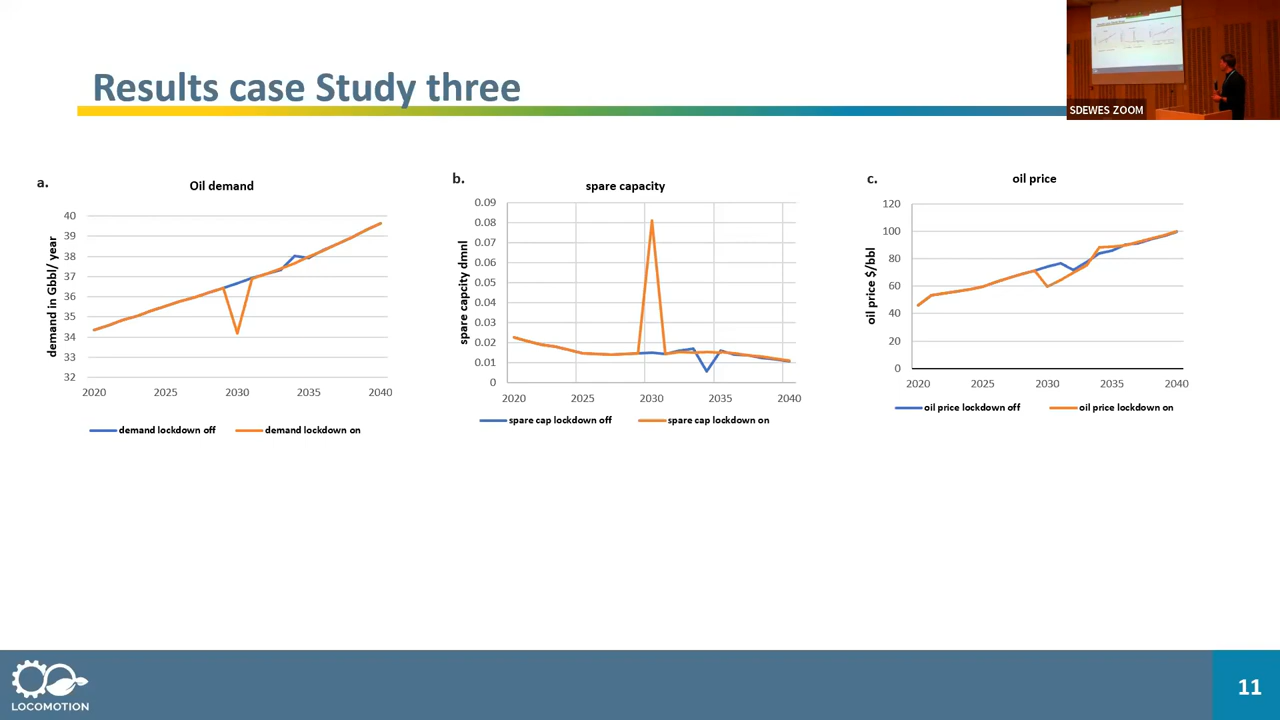 Results case Study three
SDEWES ZOOM
a.
Oil demand
demand in Gbbl/ year
40
39
38
37
36
35
34
33
32
2020 2025 2030 2035 2040
demand lockdown off demand lockdown on
b.
spare capacity
spare capcity dmnl
0.09
0.08
0.07
0.06
0.05
0.04
0.03
0.02
0.01
0
2020 2025 2030 2035 2040
spare cap lockdown off spare cap lockdown on
c.
oil price
oil price $/bbl
120
100
80
60
40
20
0
2020 2025 2030 2035 2040
oil price lockdown off oil price lockdown on
LOCOMOTION
11